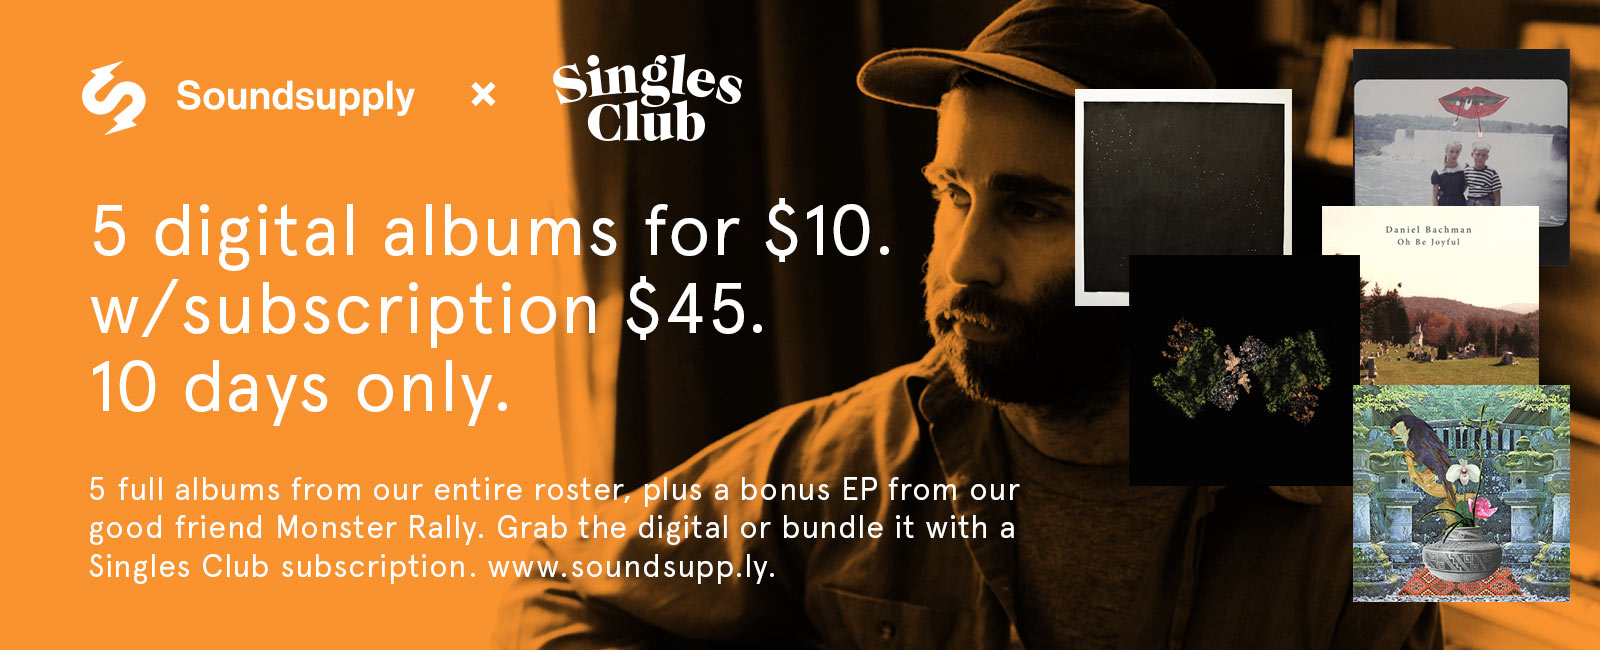 Soundsupply × Singles
Club
5 digital albums for $10.
w/subscription $45.
10 days only.
5 full albums from our entire roster, plus a bonus EP from our
good friend Monster Rally. Grab the digital or bundle it with a
Singles Club subscription. www.soundsupp.ly.
Daniel Bachman
Oh Be Joyful